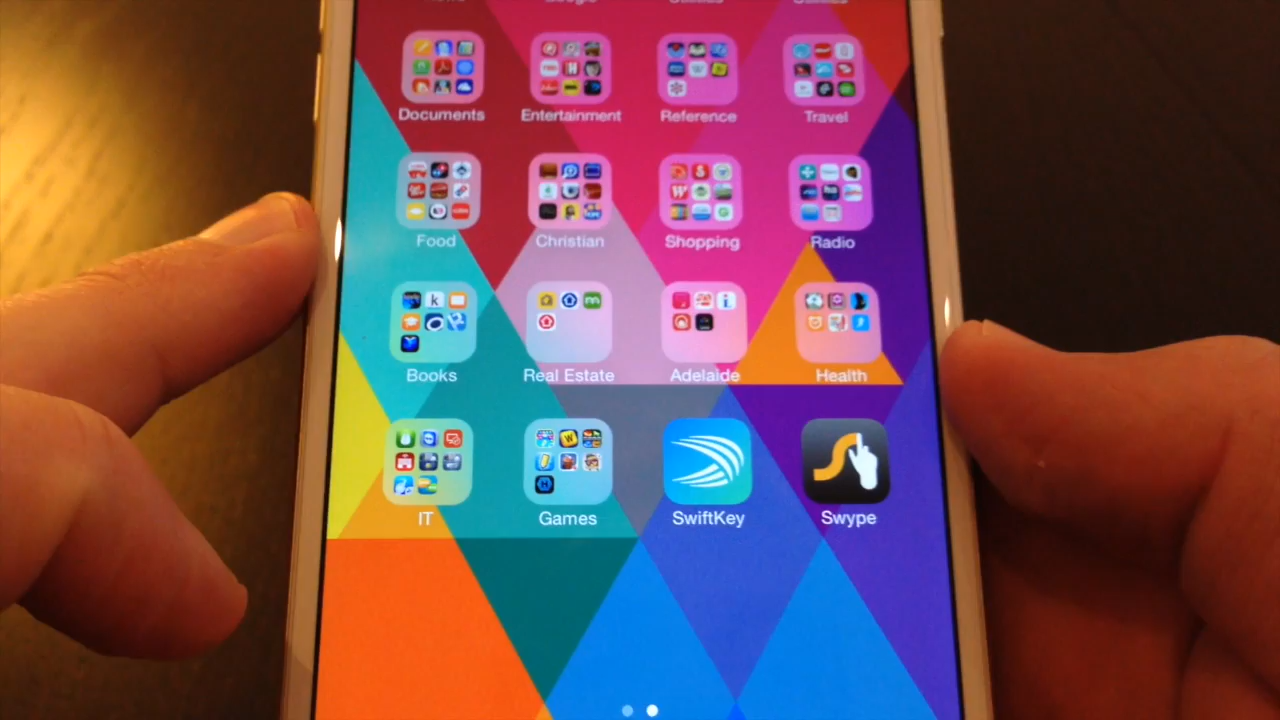 Documents Entertainment Reference Travel
Food Christian Shopping Radio
Books Real Estate Adelaide Health
IT Games SwiftKey Swype